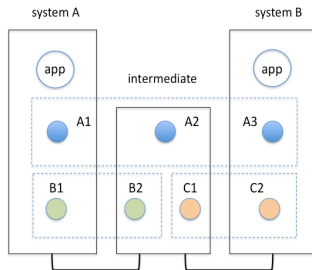 system A
system B
app
app
intermediate
A1
A2
A3
B1
B2
C1
C2